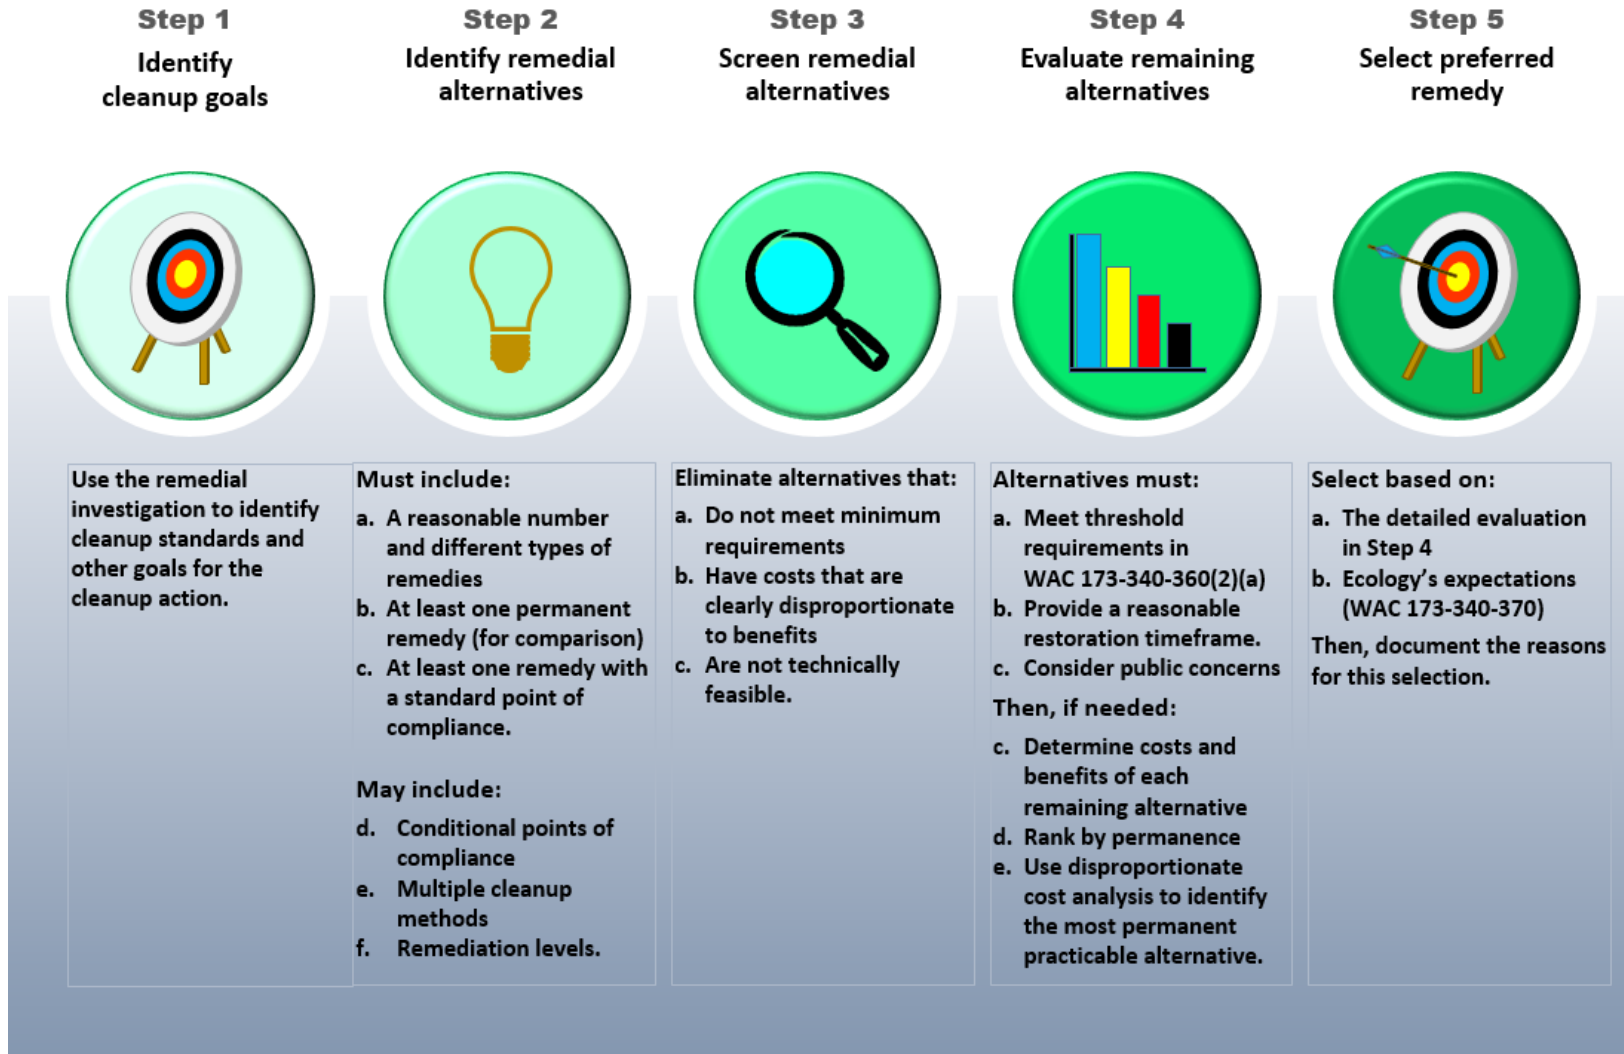 Step 1
Identify
cleanup goals
Use the remedial
investigation to identify
cleanup standards and
other goals for the
cleanup action.
Step 2
Identify remedial
alternatives
Must include:
a. A reasonable number
and different types of
remedies
b. At least one permanent
remedy (for comparison)
c. At least one remedy with
a standard point of
compliance.
May include:
d. Conditional points of
compliance
e. Multiple cleanup
methods
f. Remediation levels.
Step 3
Screen remedial
alternatives
Eliminate alternatives that:
a. Do not meet minimum
requirements
b. Have costs that are
clearly disproportionate
to benefits
c. Are not technically
feasible.
Step 4
Evaluate remaining
alternatives
Alternatives must:
a. Meet threshold
requirements in
WAC 173-340-360(2)(a)
b. Provide a reasonable
restoration timeframe.
c. Consider public concerns
Then, if needed:
c. Determine costs and
benefits of each
remaining alternative
d. Rank by permanence
e. Use disproportionate
cost analysis to identify
the most permanent
practicable alternative.
Step 5
Select preferred
remedy
Select based on:
a. The detailed evaluation
in Step 4
b. Ecology’s expectations
(WAC 173-340-370)
Then, document the reasons
for this selection.